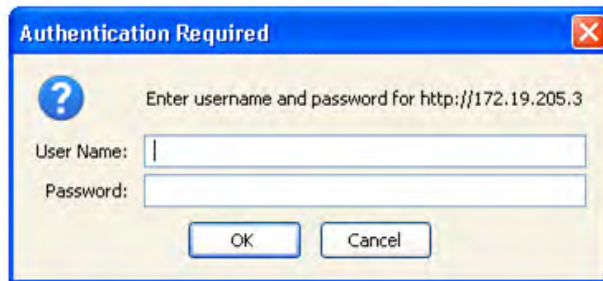 Authentication Required
Enter username and password for http://172.19.205.3
User Name:
Password:
OK
Cancel